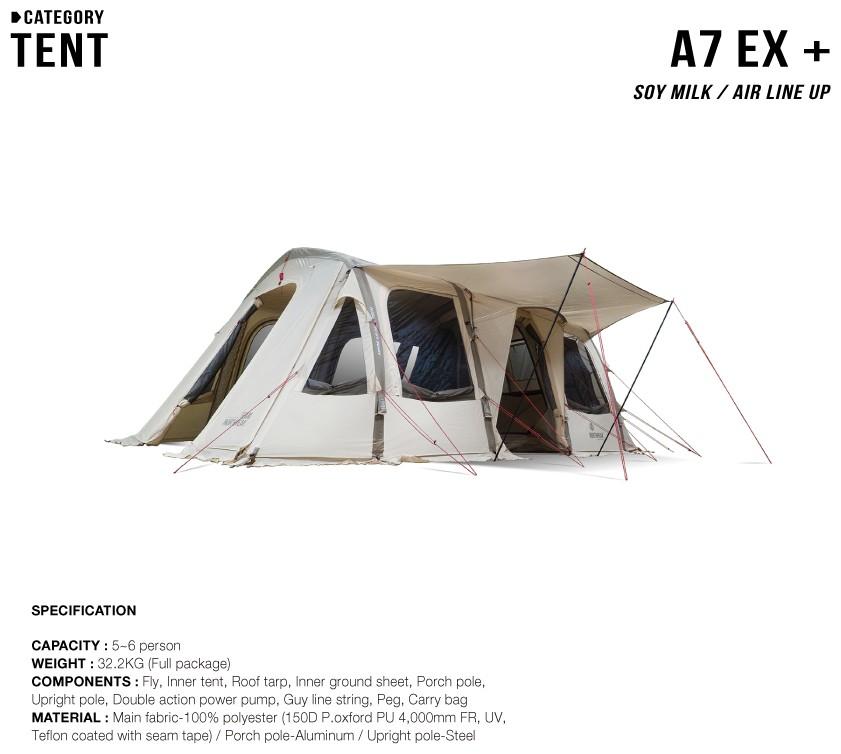 CATEGORY
TENT
A7 EX +
SOY MILK / AIR LINE UP
SPECIFICATION
CAPACITY : 5~6 person
WEIGHT : 32.2KG (Full package)
COMPONENTS : Fly, Inner tent, Roof tarp, Inner ground sheet, Porch pole,
Upright pole, Double action power pump, Guy line string, Peg, Carry bag
MATERIAL : Main fabric-100% polyester (150D P.oxford PU 4,000mm FR, UV,
Teflon coated with seam tape) / Porch pole-Aluminum / Upright pole-Steel